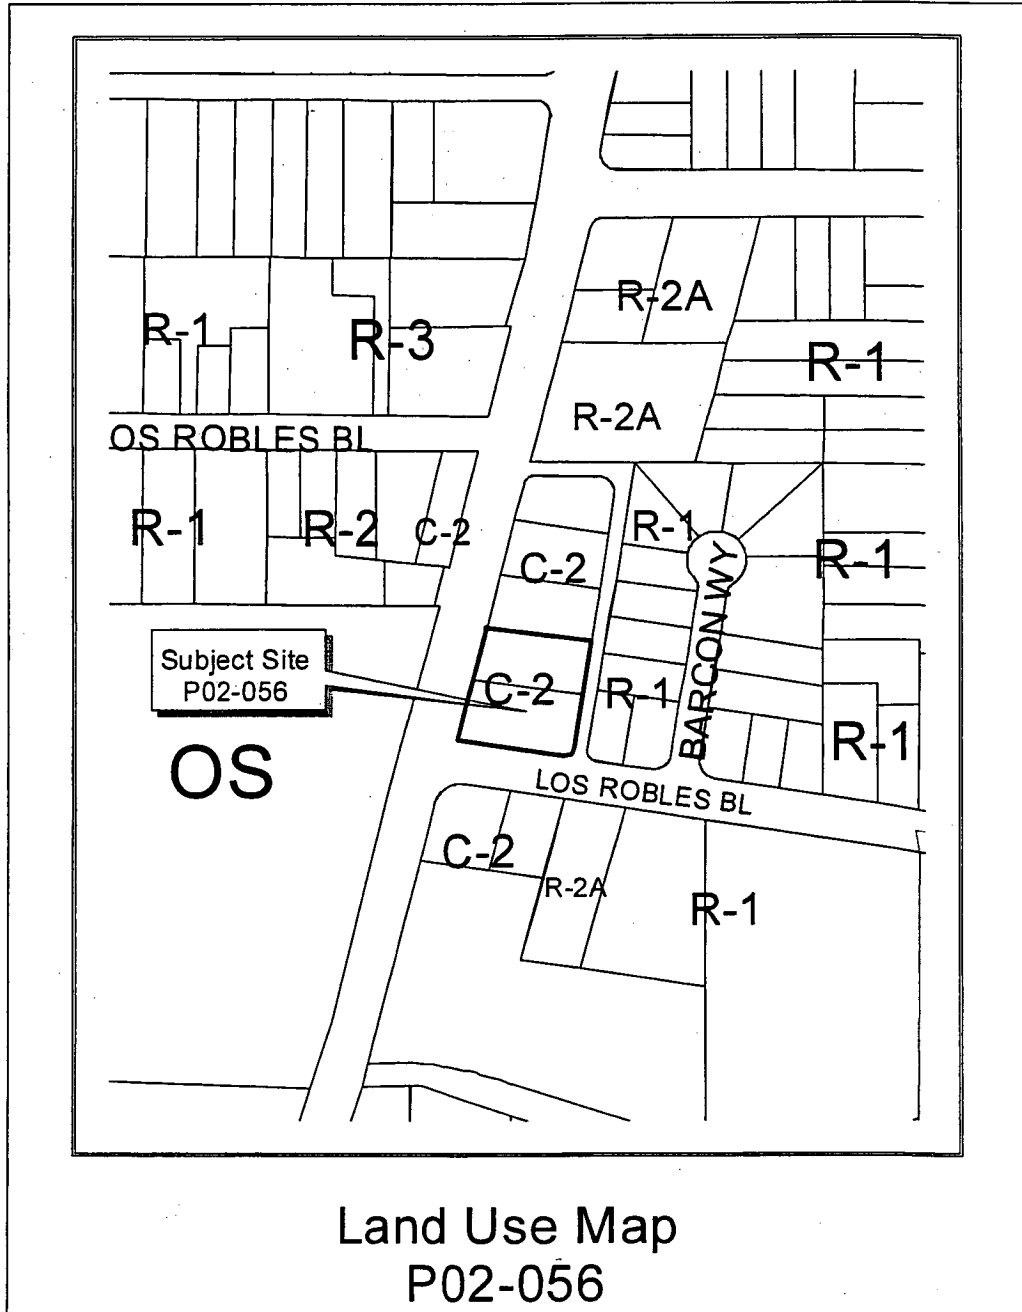 R-2A
R-1
R-3
R-1
R-2A
OS ROBLES BL
R-1
R-2
C-2
R-1
C-2
BARCON WY
R-1
Subject Site
P02-056
C-2
R-1
R-1
OS
LOS ROBLES BL
C-2
R-2A
R-1
Land Use Map
P02-056